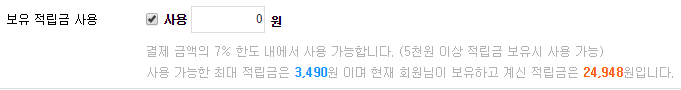 보유 적립금 사용 사용 0 원
결제 금액의 7% 한도 내에서 사용 가능합니다. (5천원 이상 적립금 보유시 사용 가능)
사용 가능한 최대 적립금은 3,490원 이며 현재 회원님이 보유하고 계신 적립금은 24,948원입니다.